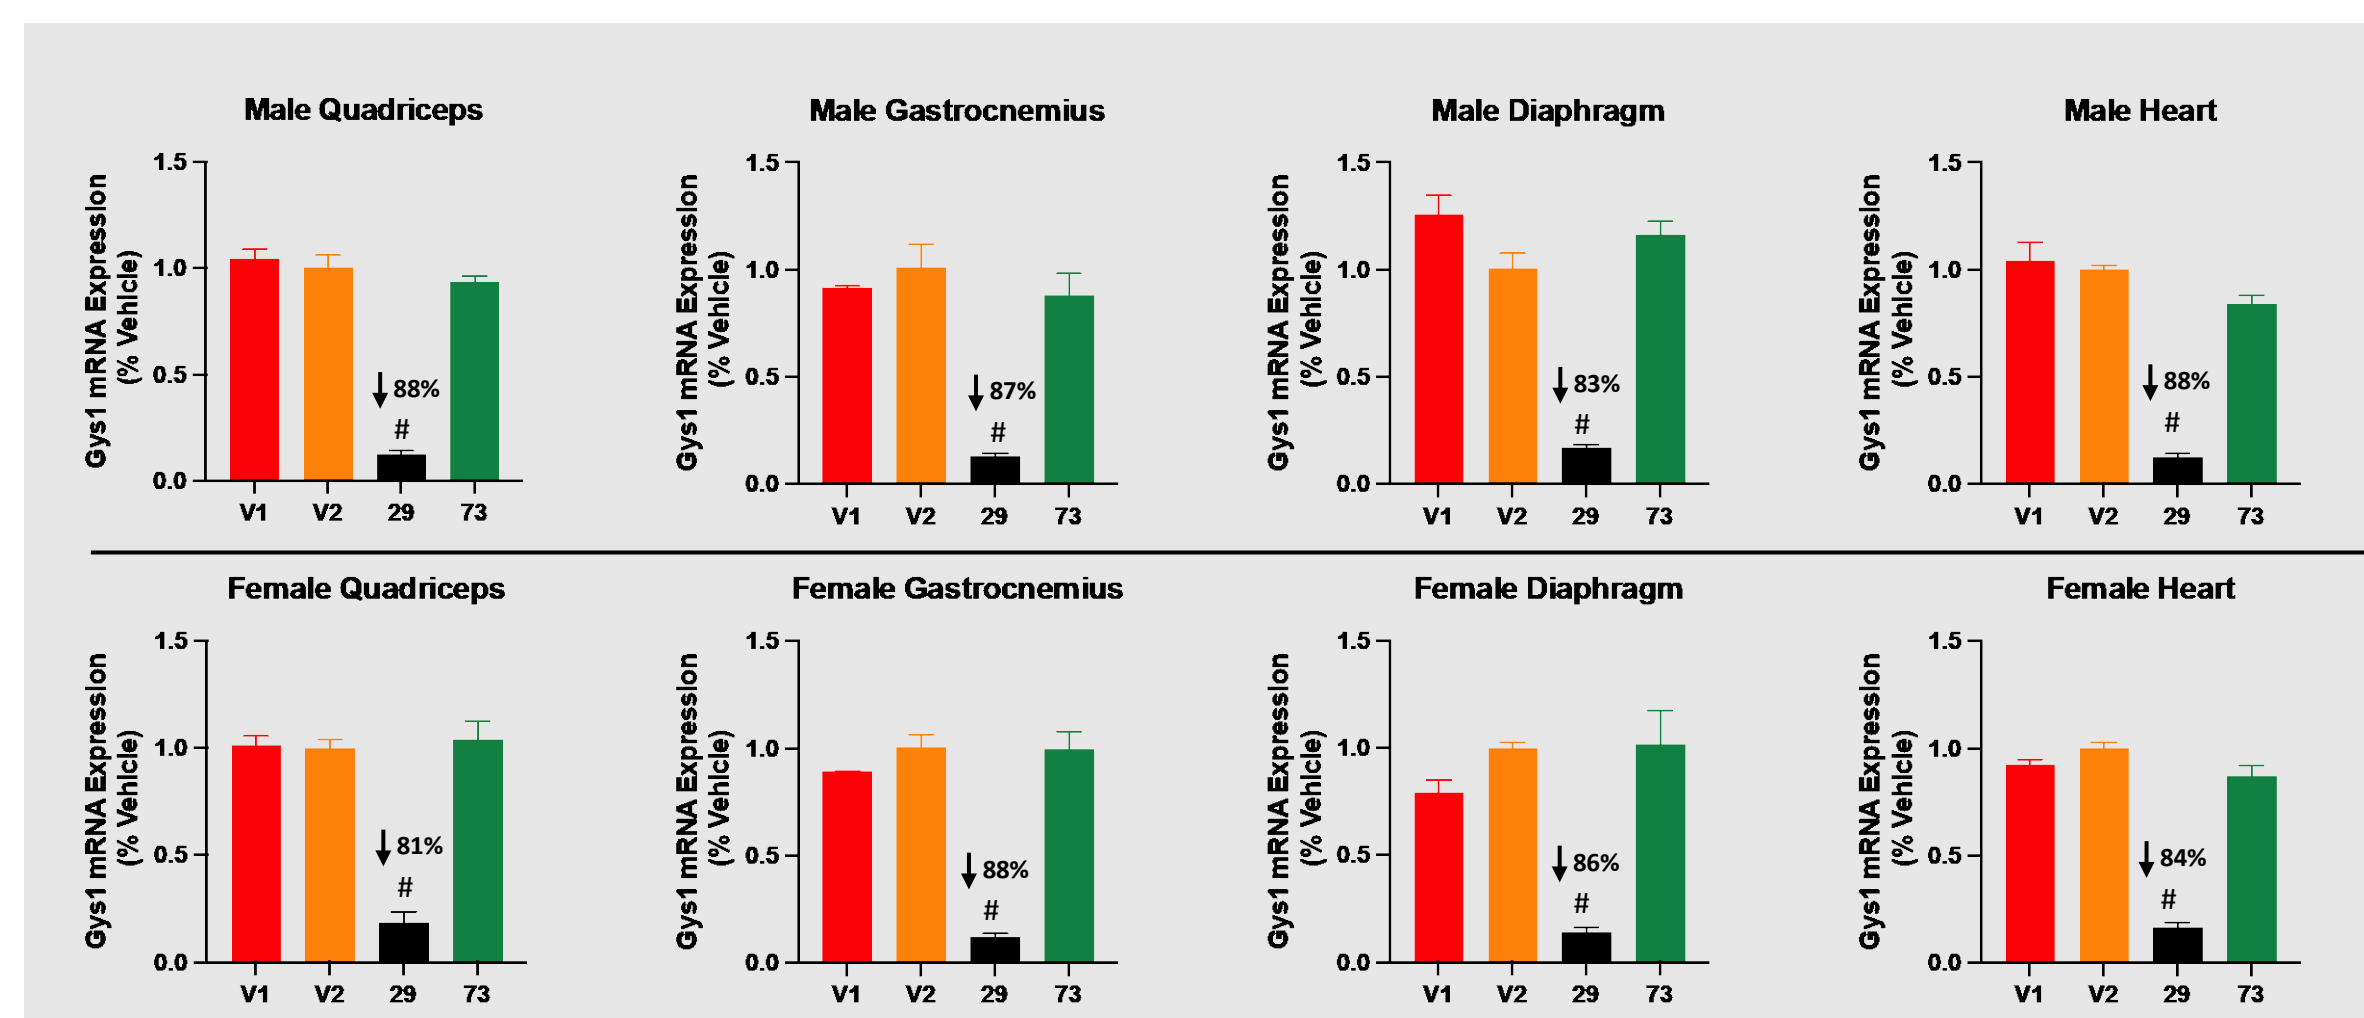 Male Quadriceps
Gys1 mRNA Expression
(% Vehicle)
1.5
1.0
0.5
0.0
88%
#
V1 V2 29 73
Male Gastrocnemius
Gys1 mRNA Expression
(% Vehicle)
1.5
1.0
0.5
0.0
87%
#
V1 V2 29 73
Male Diaphragm
Gys1 mRNA Expression
(% Vehicle)
1.5
1.0
0.5
0.0
83%
#
V1 V2 29 73
Male Heart
Gys1 mRNA Expression
(% Vehicle)
1.5
1.0
0.5
0.0
88%
#
V1 V2 29 73
Female Quadriceps
Gys1 mRNA Expression
(% Vehicle)
1.5
1.0
0.5
0.0
81%
#
V1 V2 29 73
Female Gastrocnemius
Gys1 mRNA Expression
(% Vehicle)
1.5
1.0
0.5
0.0
88%
#
V1 V2 29 73
Female Diaphragm
Gys1 mRNA Expression
(% Vehicle)
1.5
1.0
0.5
0.0
86%
#
V1 V2 29 73
Female Heart
Gys1 mRNA Expression
(% Vehicle)
1.5
1.0
0.5
0.0
84%
#
V1 V2 29 73